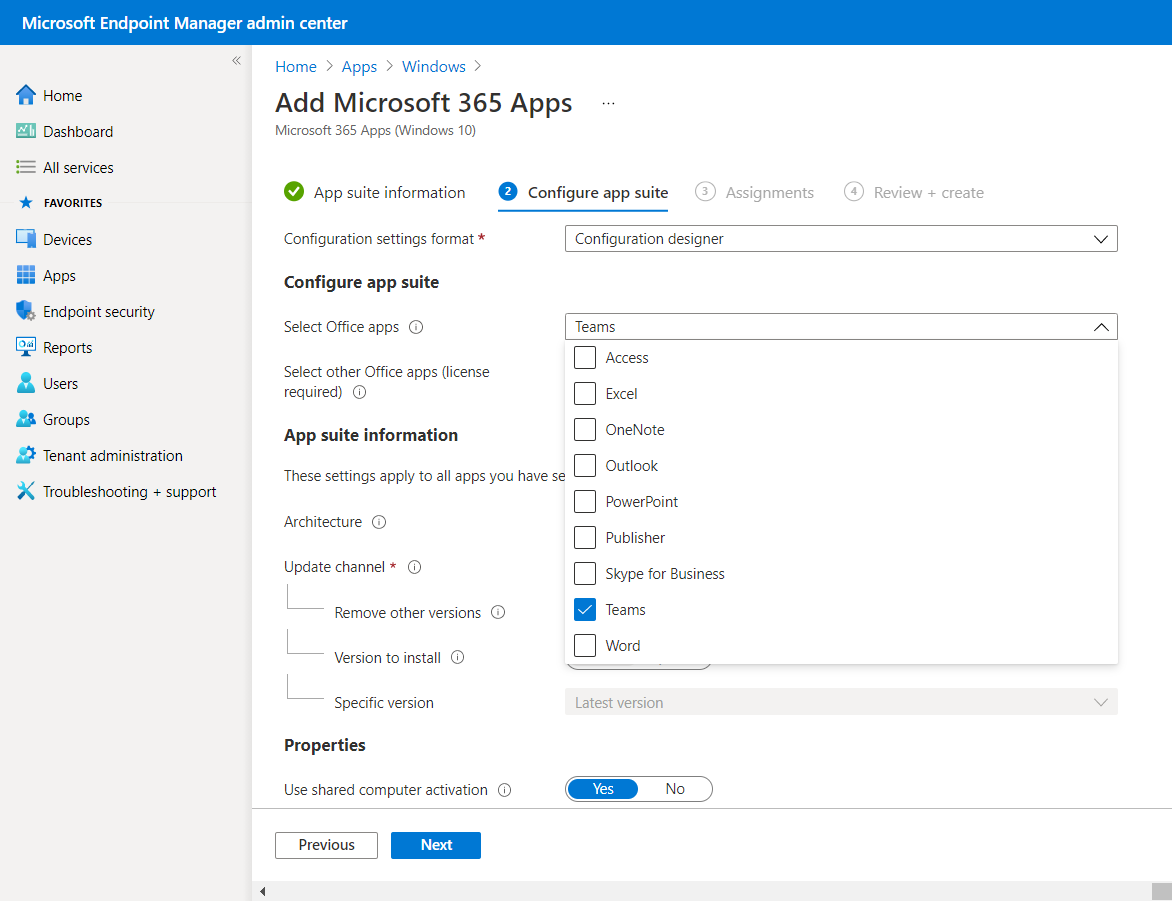 Microsoft Endpoint Manager admin center
Home
Dashboard
All services
FAVORITES
Devices
Apps
Endpoint security
Reports
Users
Groups
Tenant administration
Troubleshooting + support
Home > Apps > Windows >
Add Microsoft 365 Apps ...
Microsoft 365 Apps (Windows 10)
App suite information 2 Configure app suite 3 Assignments 4 Review + create
Configuration settings format * Configuration designer
Configure app suite
Select Office apps Teams
Access
Excel
OneNote
Outlook
PowerPoint
Publisher
Skype for Business
Teams
Word
Select other Office apps (license
required)
App suite information
These settings apply to all apps you have se
Architecture
Update channel *
Remove other versions
Version to install
Specific version Latest version
Properties
Use shared computer activation Yes No
Previous Next